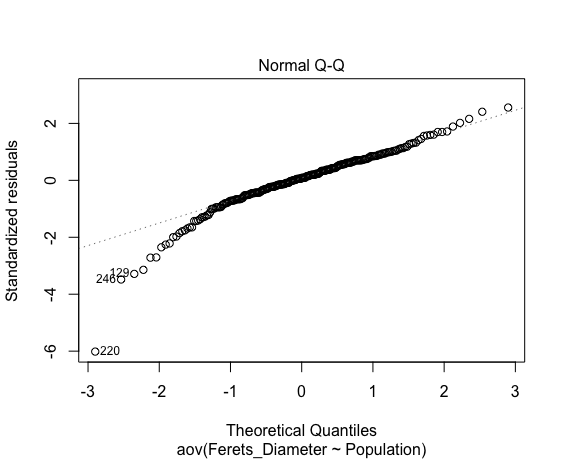 Normal Q-Q
Standardized residuals
2
0
-2
-4
-6
129
246
220
-3 -2 -1 0 1 2 3
Theoretical Quantiles
aov(Ferets_Diameter ~ Population)